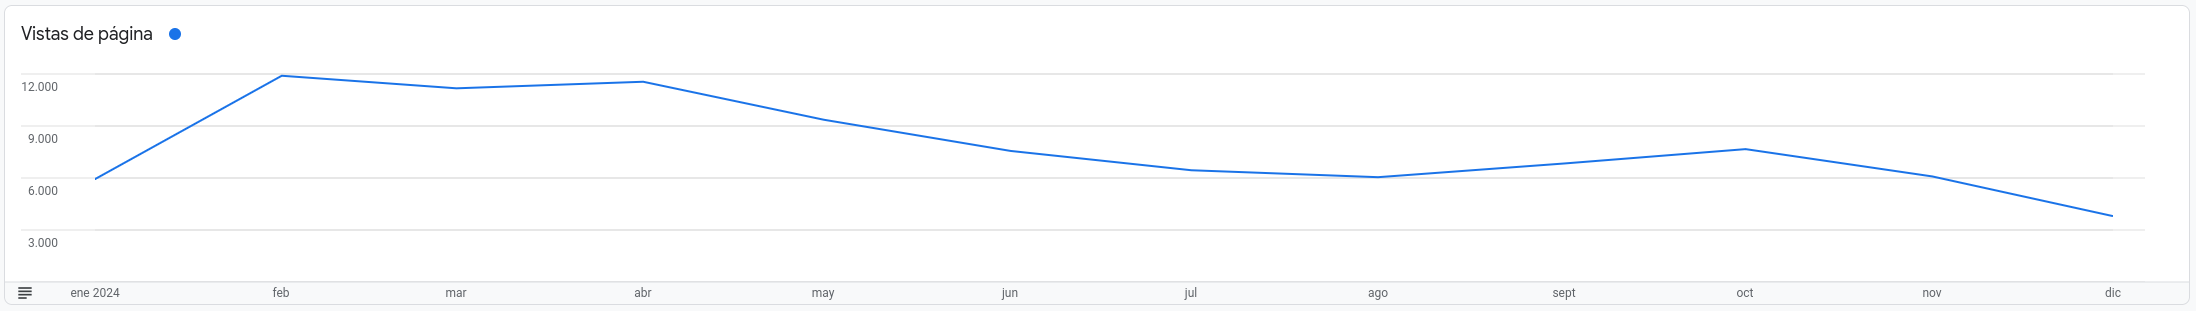 Vistas de página
12.000
9.000
6.000
3.000
ene 2024 feb mar abr may jun jul ago sept oct nov dic